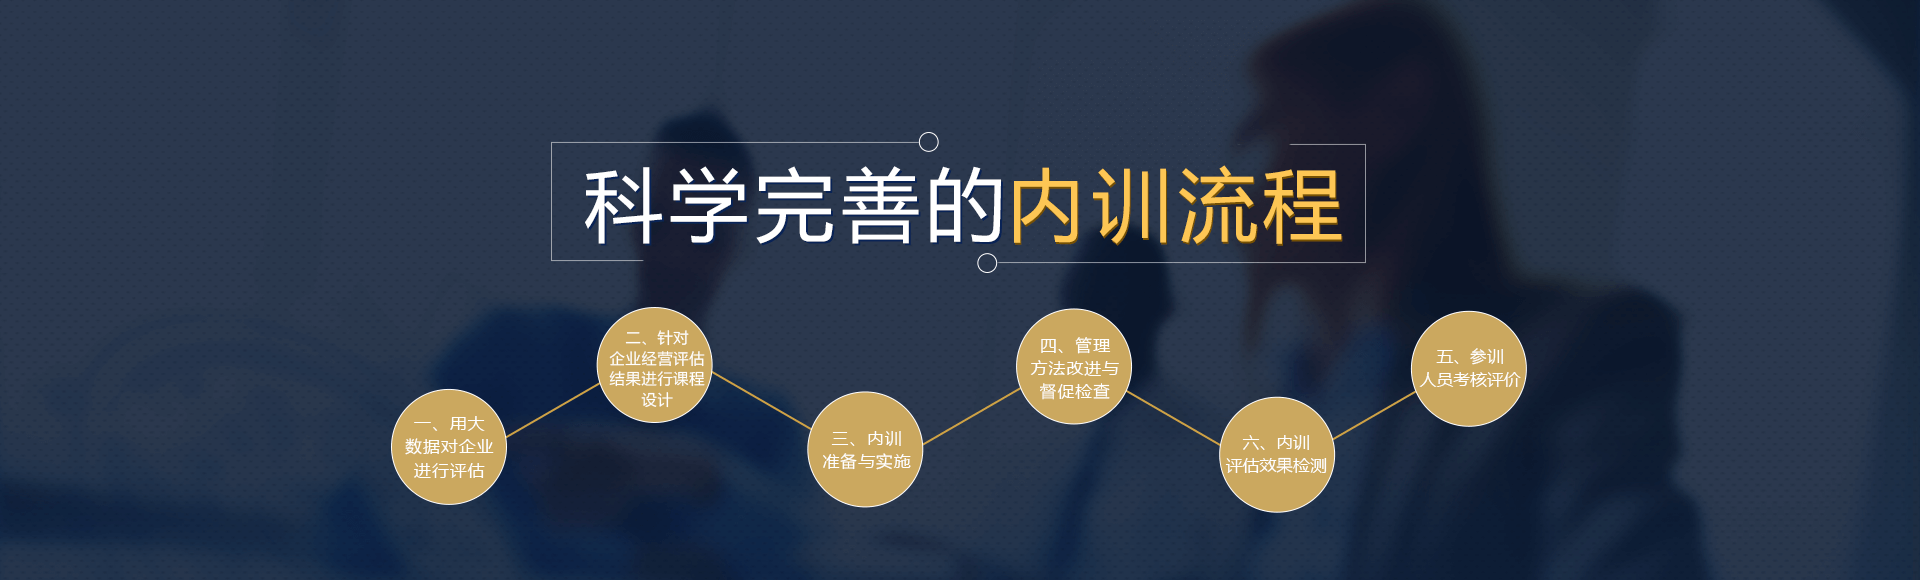 科学完善的内训流程
一、用大
数据对企业
进行评估
二、针对
企业经营评估
结果进行课程
设计
三、内训
准备与实施
四、管理
方法改进与
督促检查
六、内训
评估效果检测
五、参训
人员考核评价